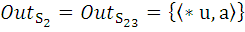 Out_{S_2} = Out_{S_{23}} = {⟨* u, a⟩}